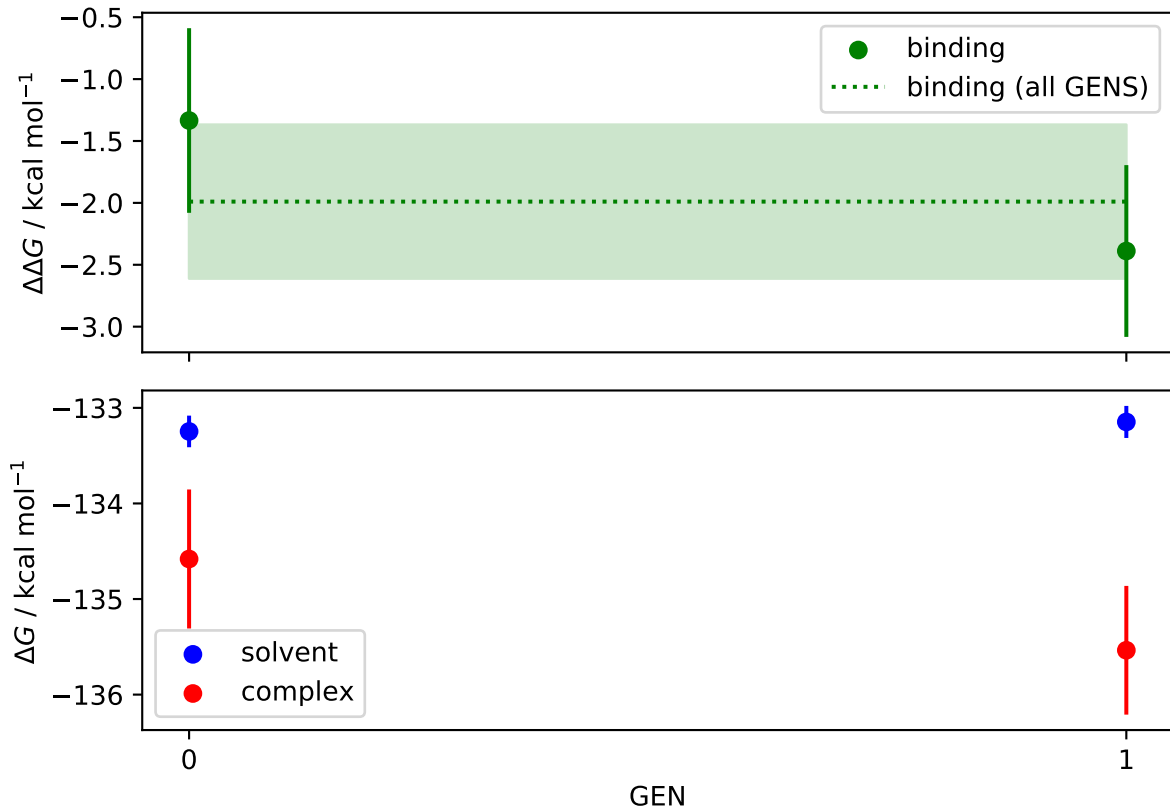 −0.5
−1.0
−1.5
−2.0
−2.5
−3.0
ΔΔG / kcal mol⁻¹
binding
binding (all GENS)
−133
−134
−135
−136
ΔG / kcal mol⁻¹
solvent
complex
0
1
GEN